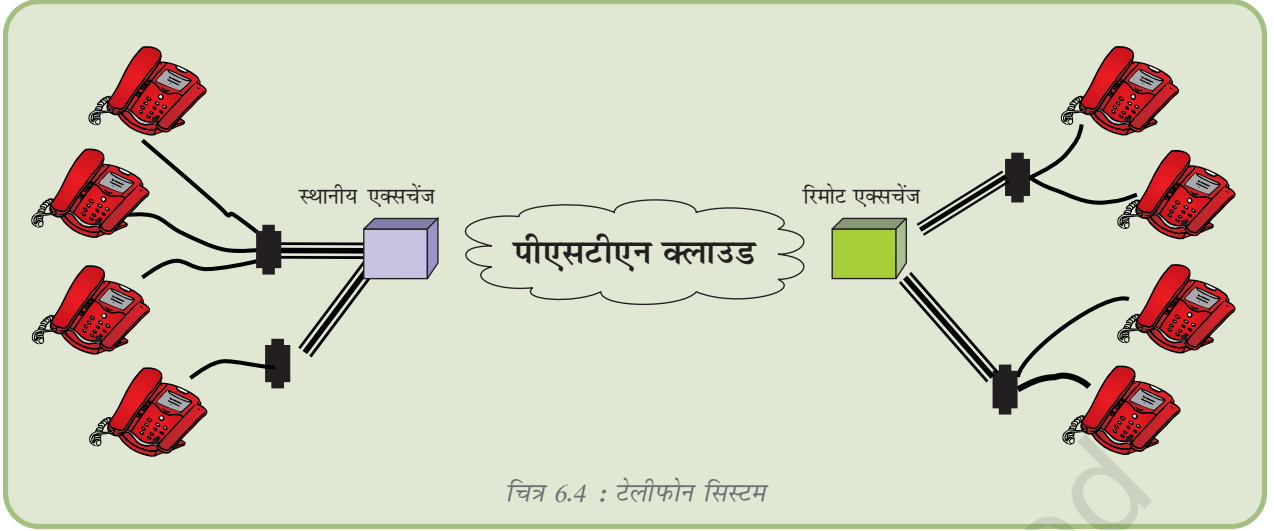 स्थानीय एक्सचेंज
रिमोट एक्सचेंज
पीएसटीएन क्लाउड
चित्र 6.4 : टेलीफोन सिस्टम